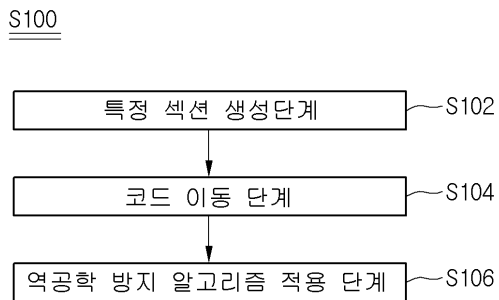 S100
특정 섹션 생성단계
S102
코드 이동 단계
S104
역공학 방지 알고리즘 적용 단계
S106